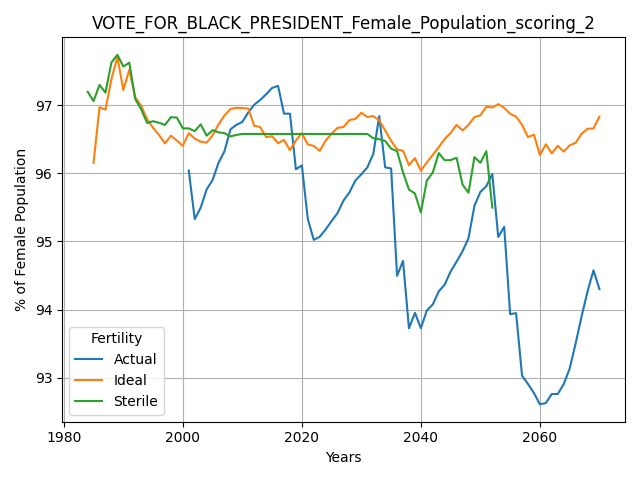 VOTE_FOR_BLACK_PRESIDENT_Female_Population_scoring_2
% of Female Population
97
96
95
94
93
Fertility
Actual
Ideal
Sterile
1980 2000 2020 2040 2060
Years